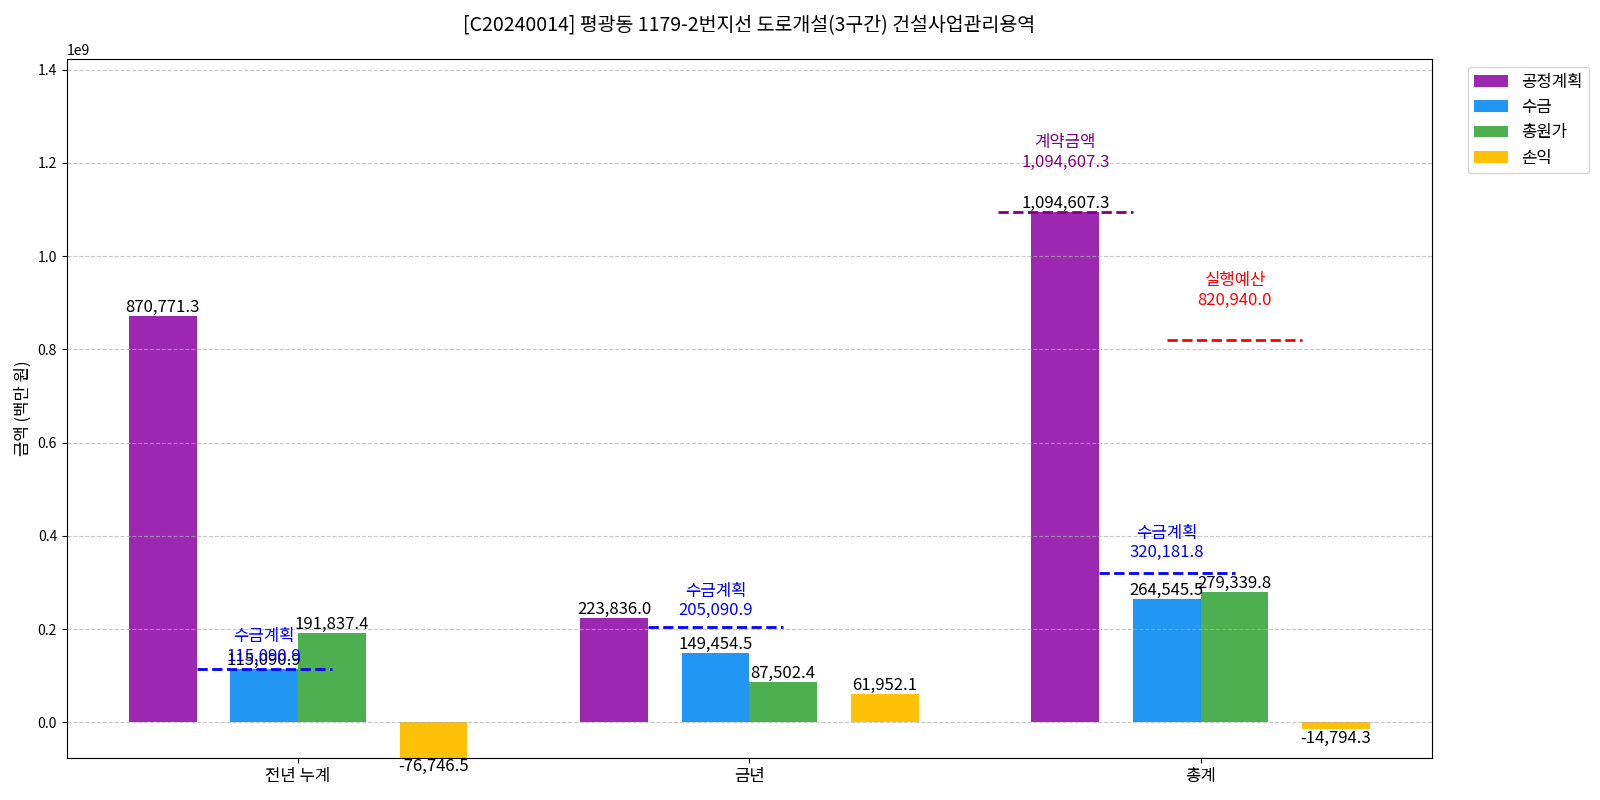 [C20240014] 평광동 1179-2번지선 도로개설(3구간) 건설사업관리용역
1e9
1.4
1.2
1.0
0.8
0.6
0.4
0.2
0.0
금액 (백만 원)
870,771.3
수금계획
115,090.9
115,090.9
191,837.4
-76,746.5
223,836.0
수금계획
205,090.9
149,454.5
87,502.4
61,952.1
계약금액
1,094,607.3
1,094,607.3
실행예산
820,940.0
수금계획
320,181.8
264,545.5
279,339.8
-14,794.3
전년 누계
금년
총계
공정계획
수금
총원가
손익